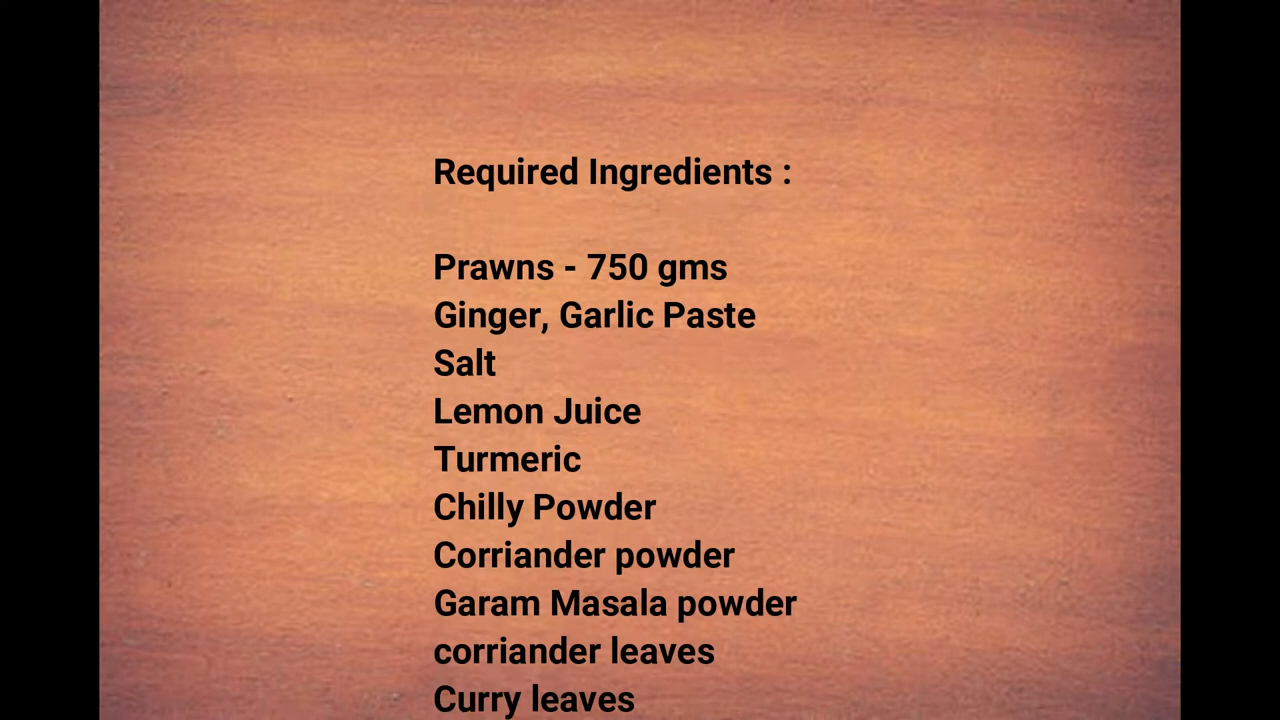 Required Ingredients :
Prawns - 750 gms
Ginger, Garlic Paste
Salt
Lemon Juice
Turmeric
Chilly Powder
Corriander powder
Garam Masala powder
corriander leaves
Curry leaves